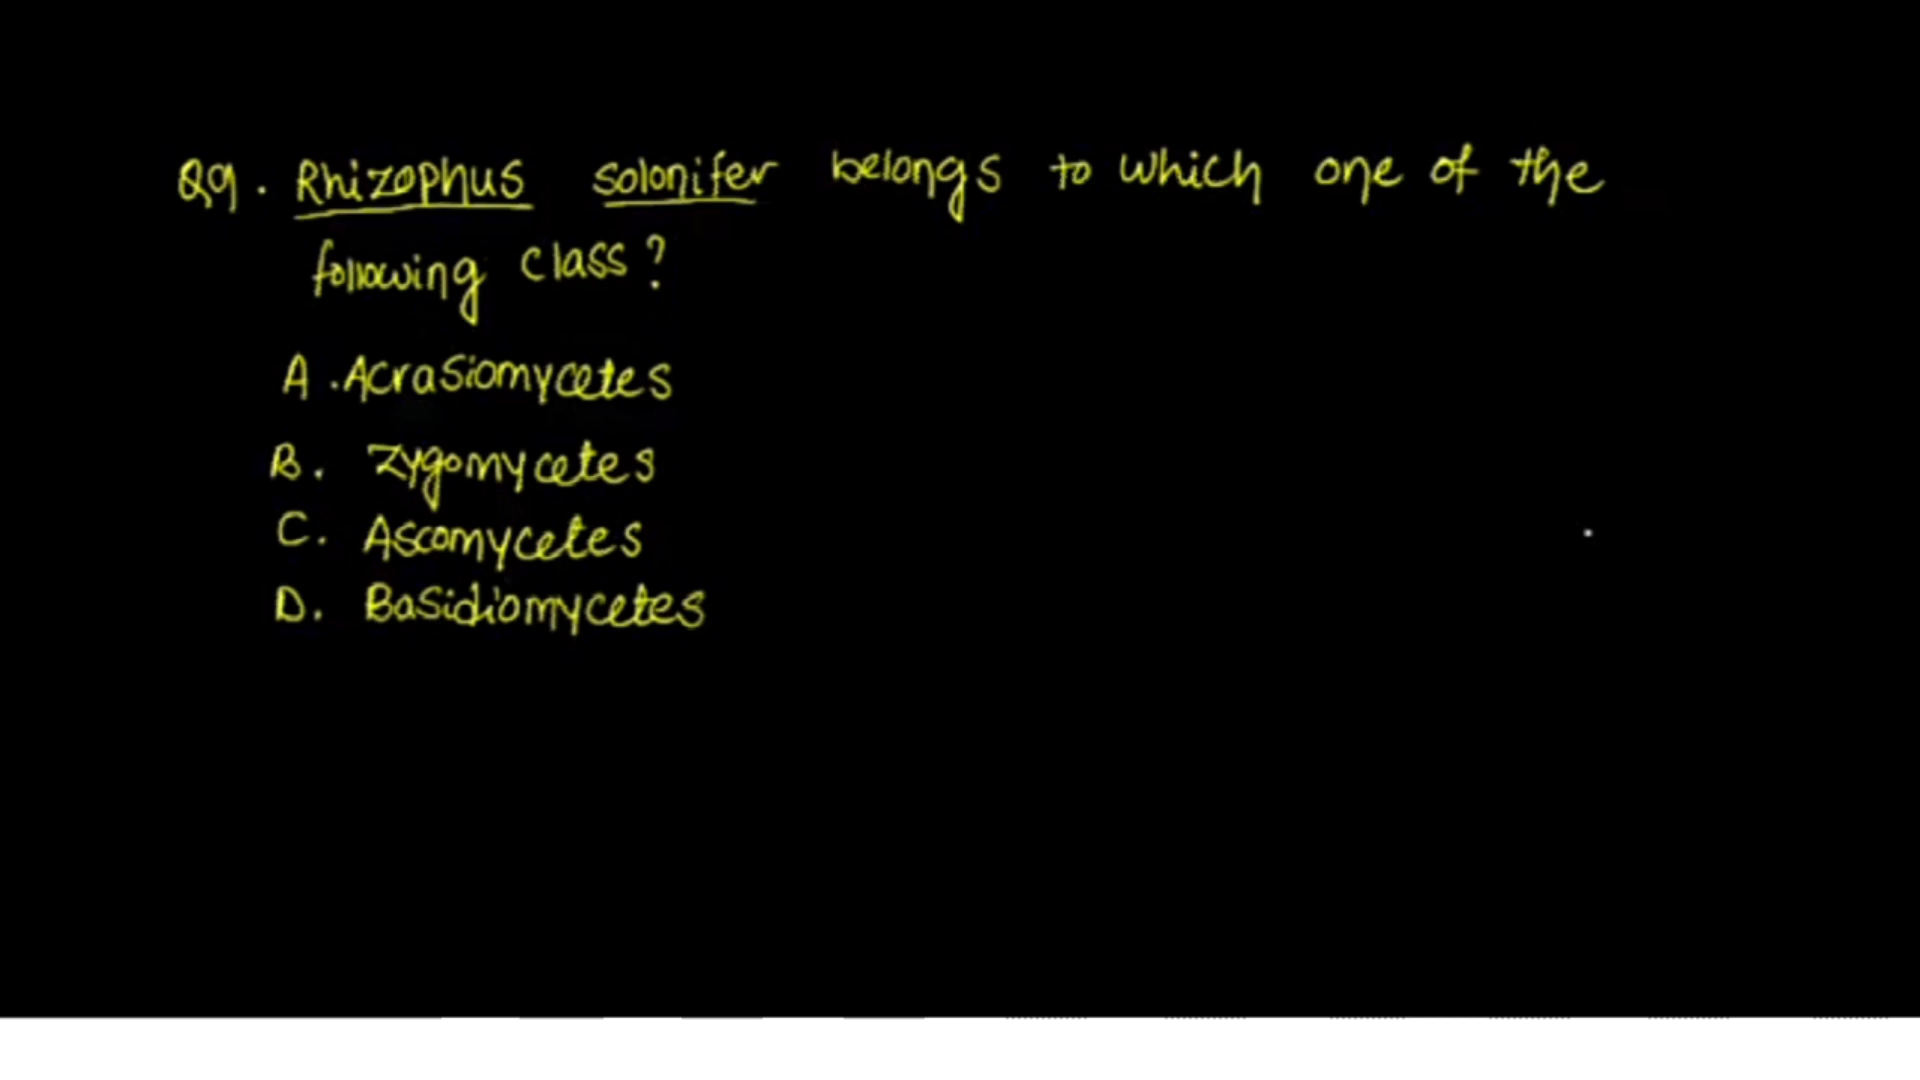 Q9. Rhizophus solonifer belongs to which one of the
following class?
A. Acrasiomycetes
B. Zygomycetes
C. Ascomycetes
D. Basidiomycetes